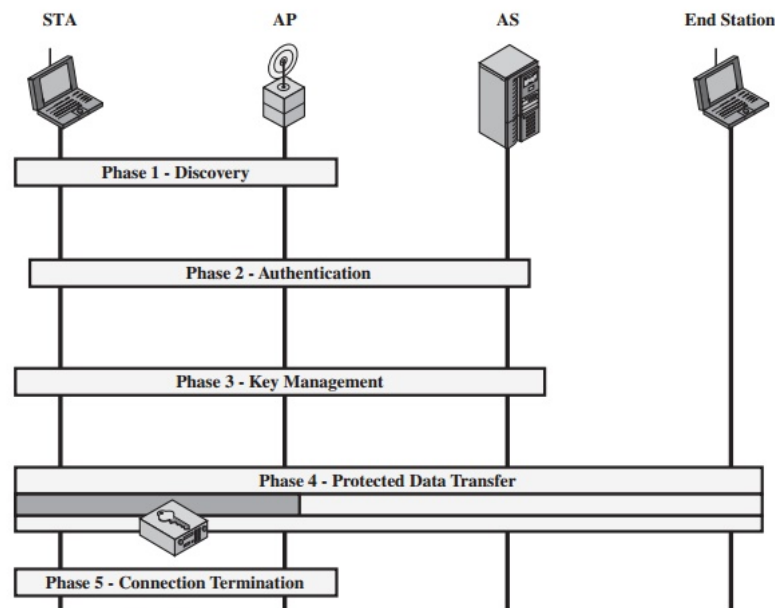 STA AP AS End Station
Phase 1 - Discovery
Phase 2 - Authentication
Phase 3 - Key Management
Phase 4 - Protected Data Transfer
Phase 5 - Connection Termination